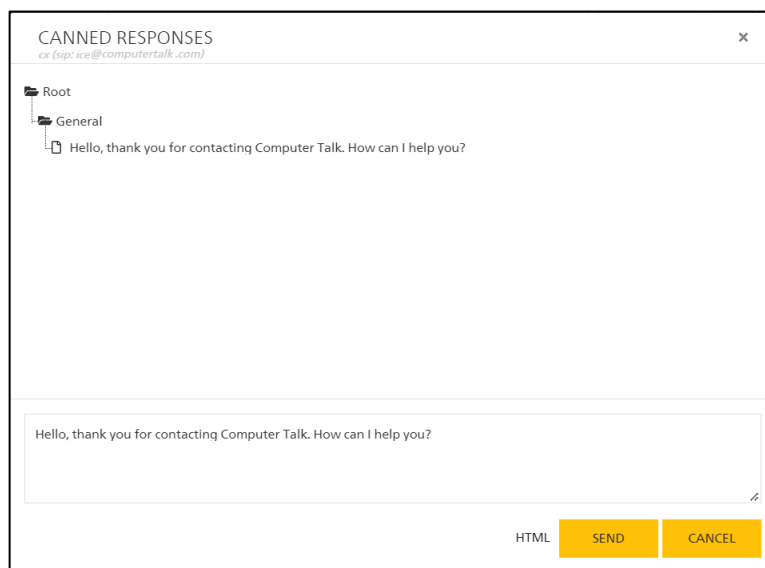 CANNED RESPONSES
cx (sip: ice@computertalk.com)
Root
General
Hello, thank you for contacting Computer Talk. How can I help you?
Hello, thank you for contacting Computer Talk. How can I help you?
HTML SEND CANCEL